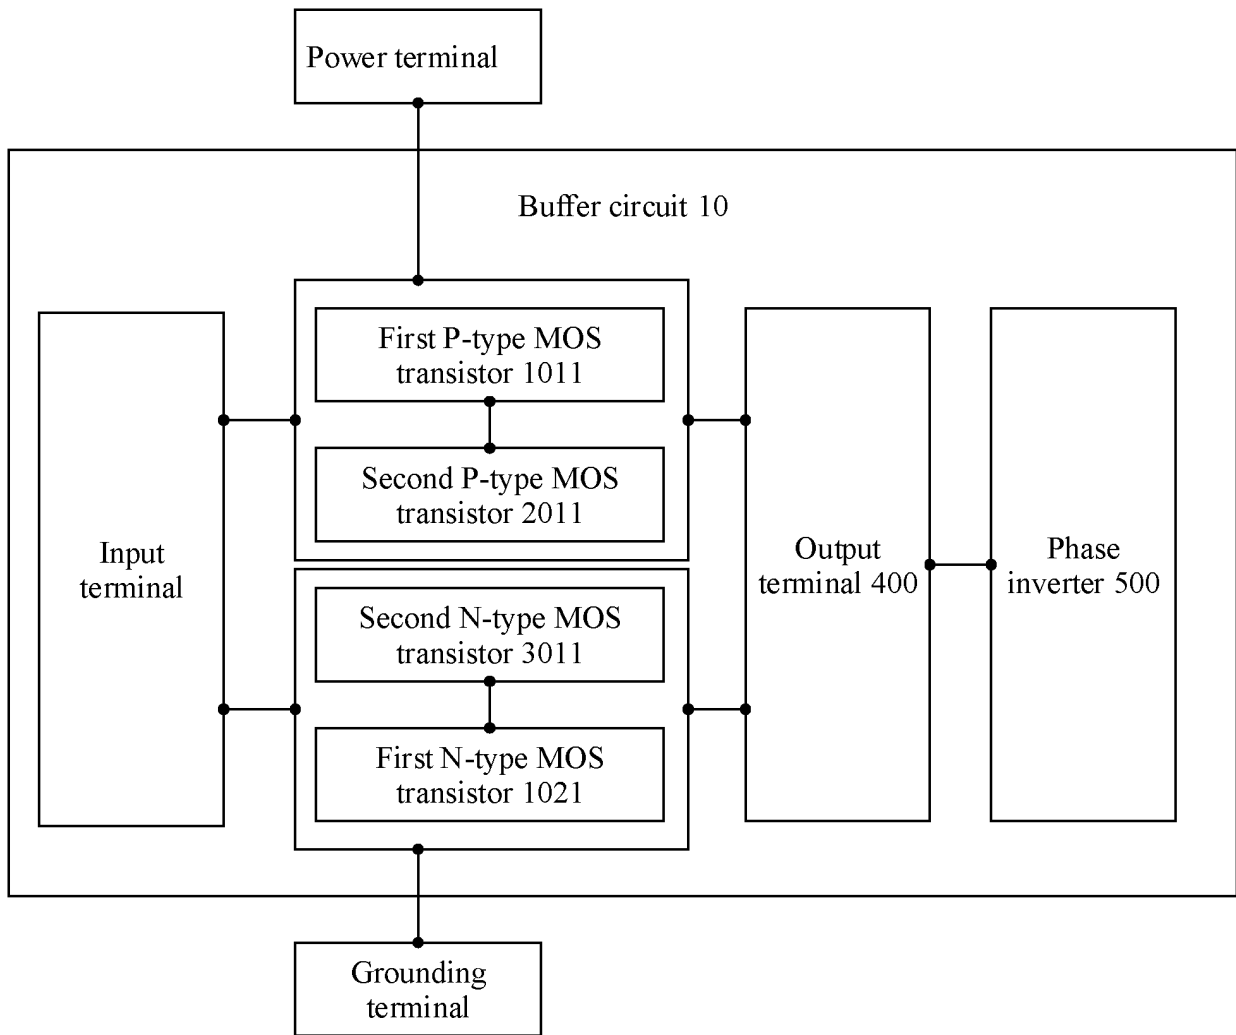 Power terminal
Buffer circuit 10
First P-type MOS
transistor 1011
Second P-type MOS
transistor 2011
Input
terminal
Second N-type MOS
transistor 3011
First N-type MOS
transistor 1021
Output
terminal 400
Phase
inverter 500
Grounding
terminal